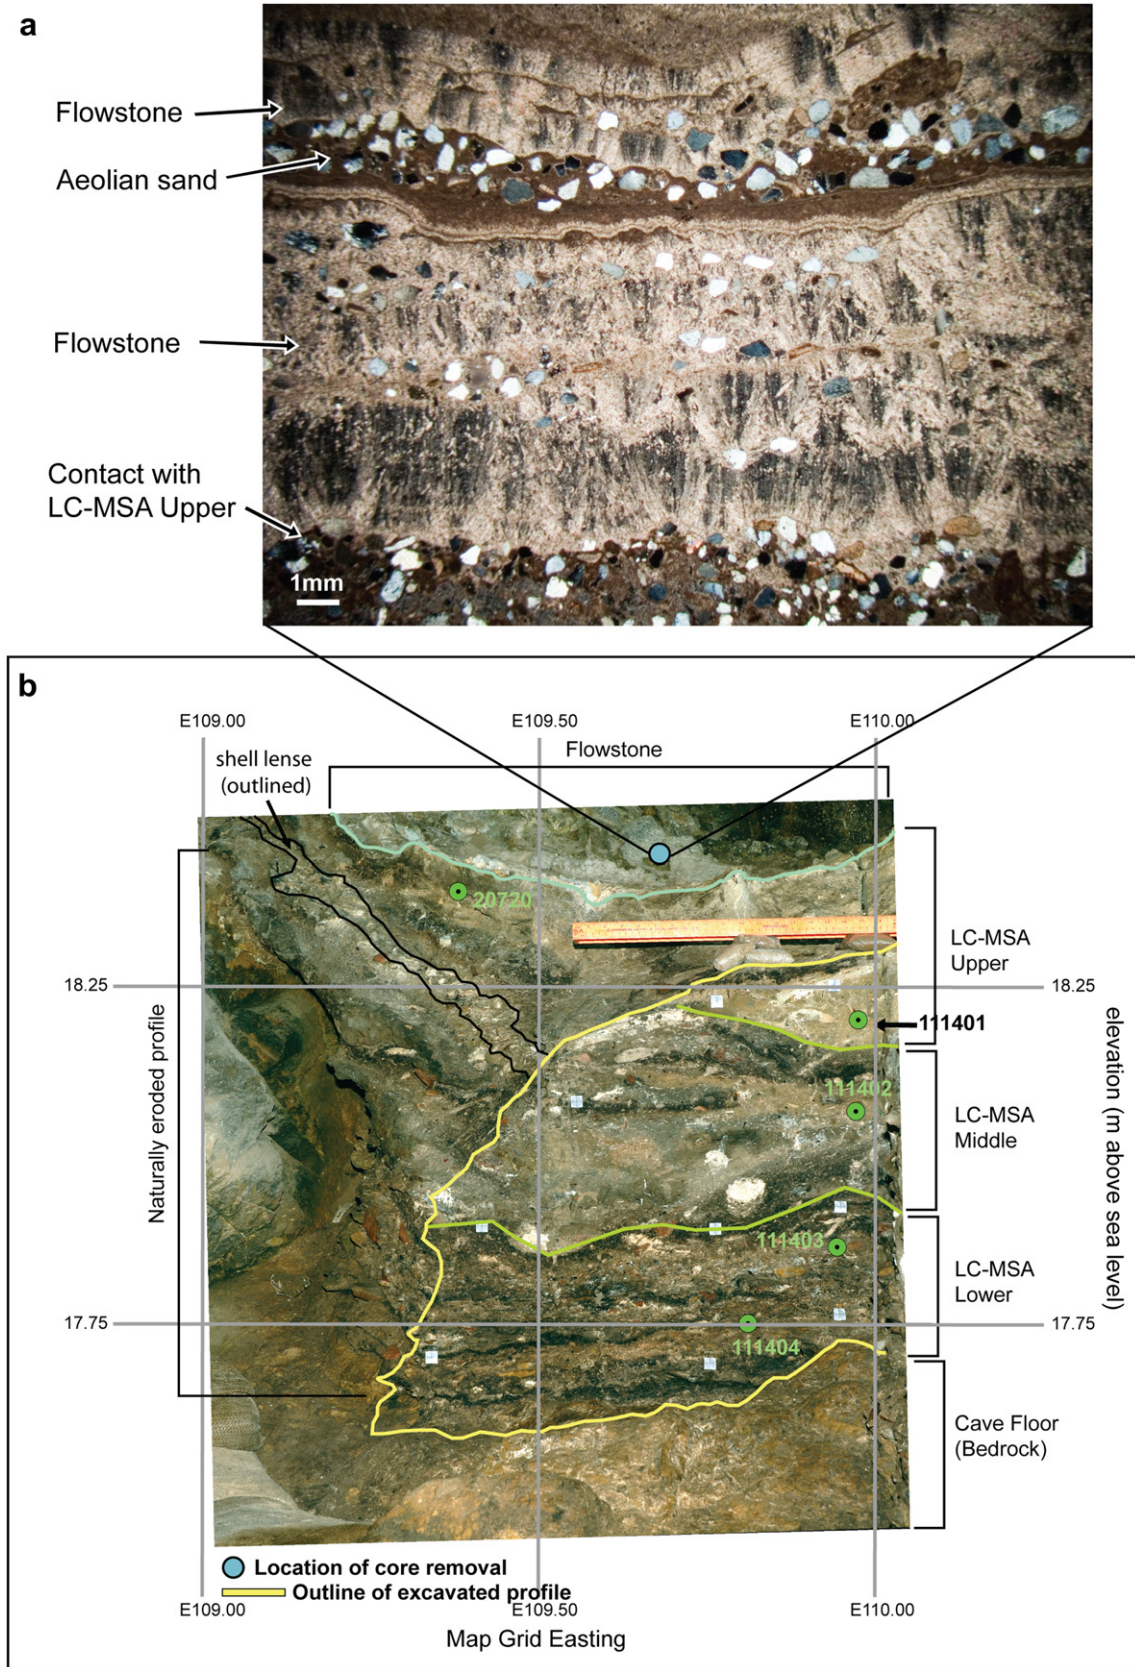 a
Flowstone
Aeolian sand
Flowstone
Contact with
LC-MSA Upper
1mm
b
E109.00
E109.50
E110.00
Flowstone
shell lense
(outlined)
20720
LC-MSA
Upper
18.25
18.25
111401
111402
LC-MSA
Middle
Naturally eroded profile
elevation (m above sea level)
111403
LC-MSA
Lower
17.75
17.75
111404
Cave Floor
(Bedrock)
Location of core removal
Outline of excavated profile
E109.00
E109.50
E110.00
Map Grid Easting